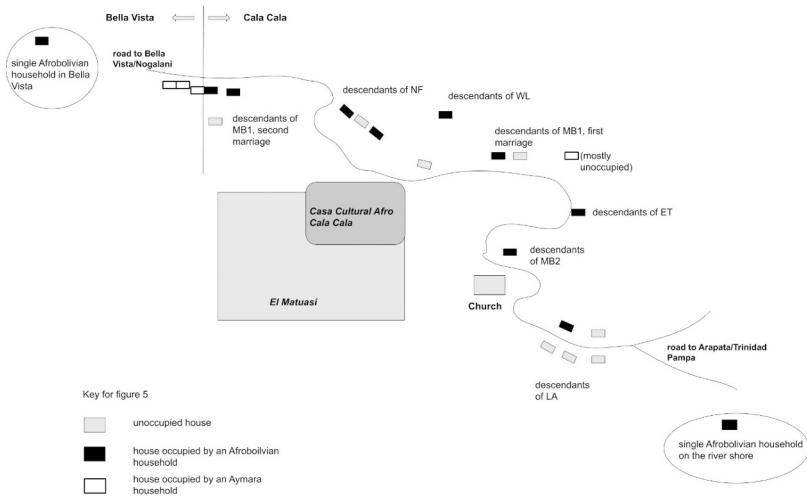 Bella Vista
Cala Cala
single Afrobolivian
household in Bella
Vista
road to Bella
Vista/Nogalani
descendants of
MB1, second
marriage
descendants of NF
descendants of WL
descendants of MB1, first
marriage
(mostly
unoccupied)
descendants of ET
descendants
of MB2
Casa Cultural Afro
Cala Cala
El Matuasi
Church
road to Arapata/Trinidad
Pampa
descendants
of LA
single Afrobolivian household
on the river shore
Key for figure 5
unoccupied house
house occupied by an Afroboilvian
household
house occupied by an Aymara
household